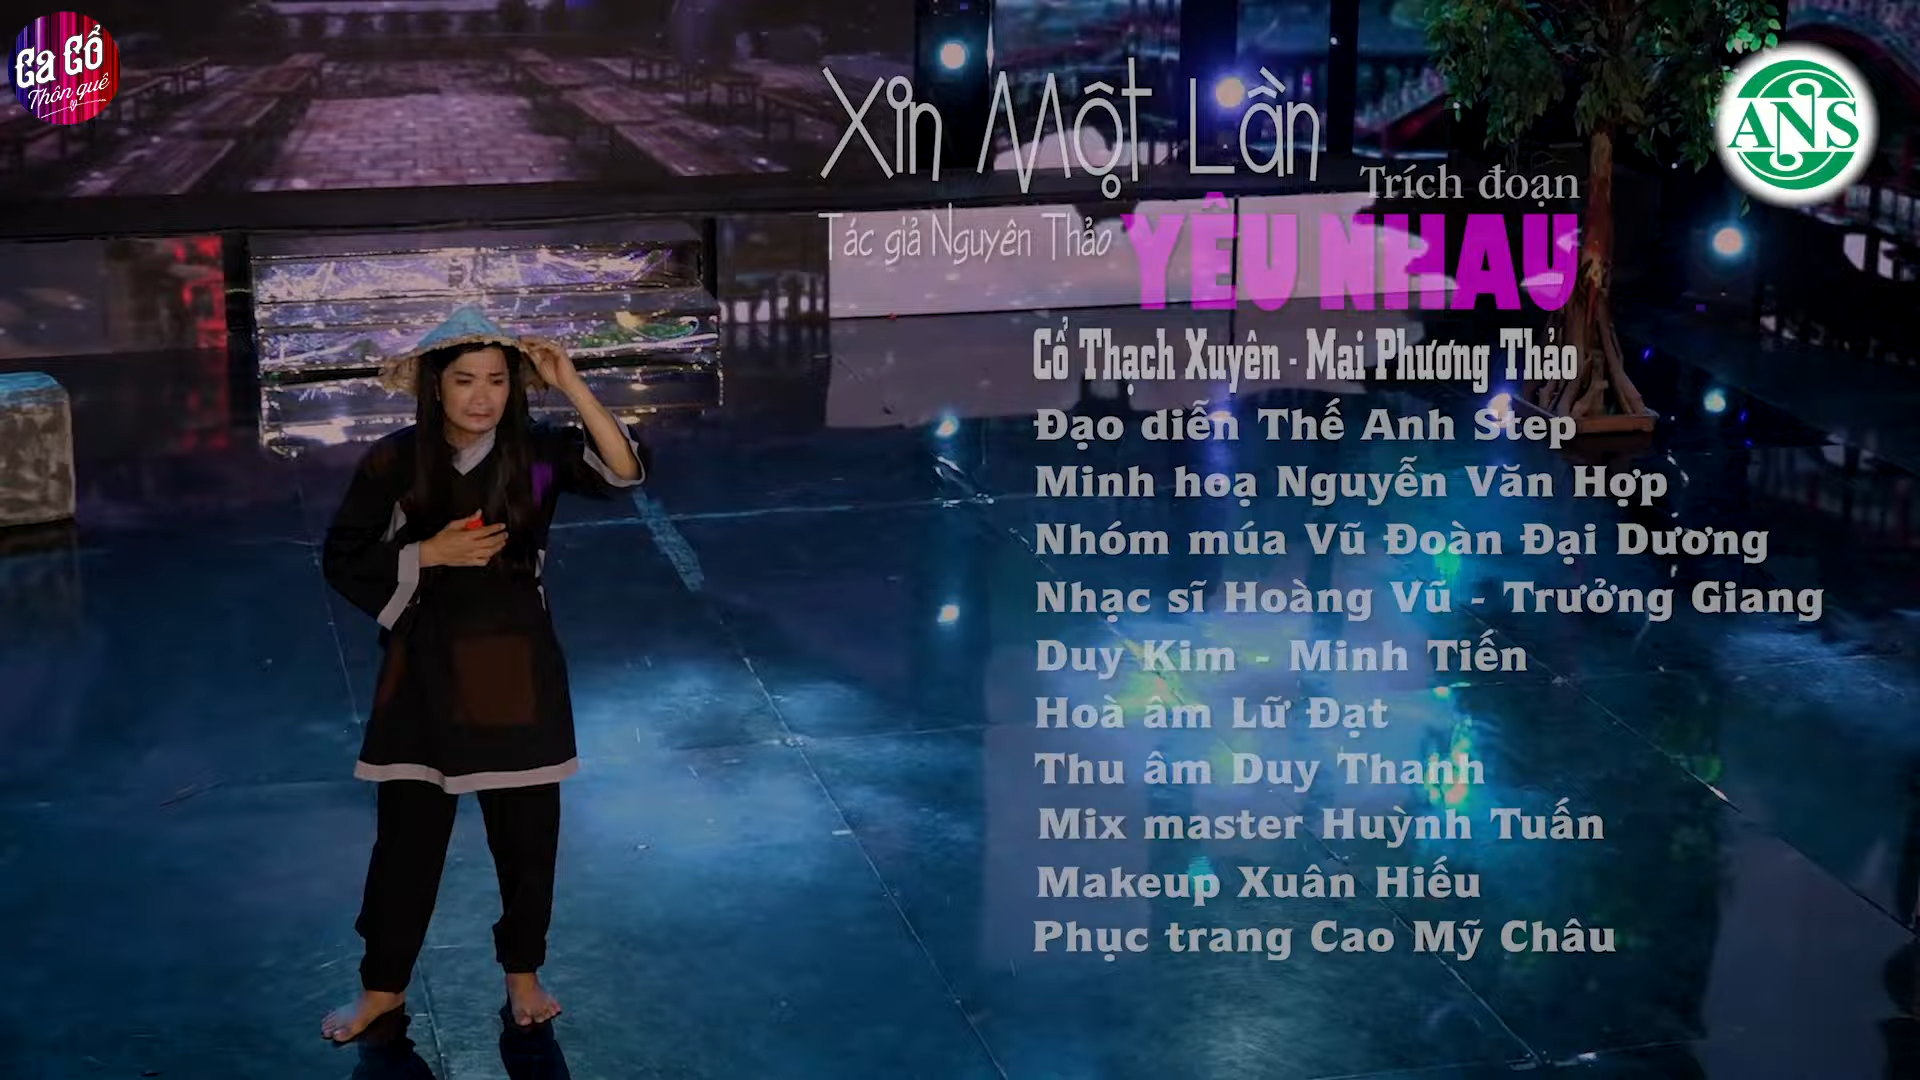 Ca Cổ
Thôn quê
ANS
Xin Một Lần
Trích đoạn
Tác giả Nguyên Thảo
YÊU NHAU
Cổ Thạch Xuyên - Mai Phương Thảo
Đạo diễn Thế Anh Step
Minh hoạ Nguyễn Văn Hợp
Nhóm múa Vũ Đoàn Đại Dương
Nhạc sĩ Hoàng Vũ - Trưởng Giang
Duy Kim - Minh Tiến
Hoà âm Lữ Đạt
Thu âm Duy Thanh
Mix master Huỳnh Tuấn
Makeup Xuân Hiếu
Phục trang Cao Mỹ Châu